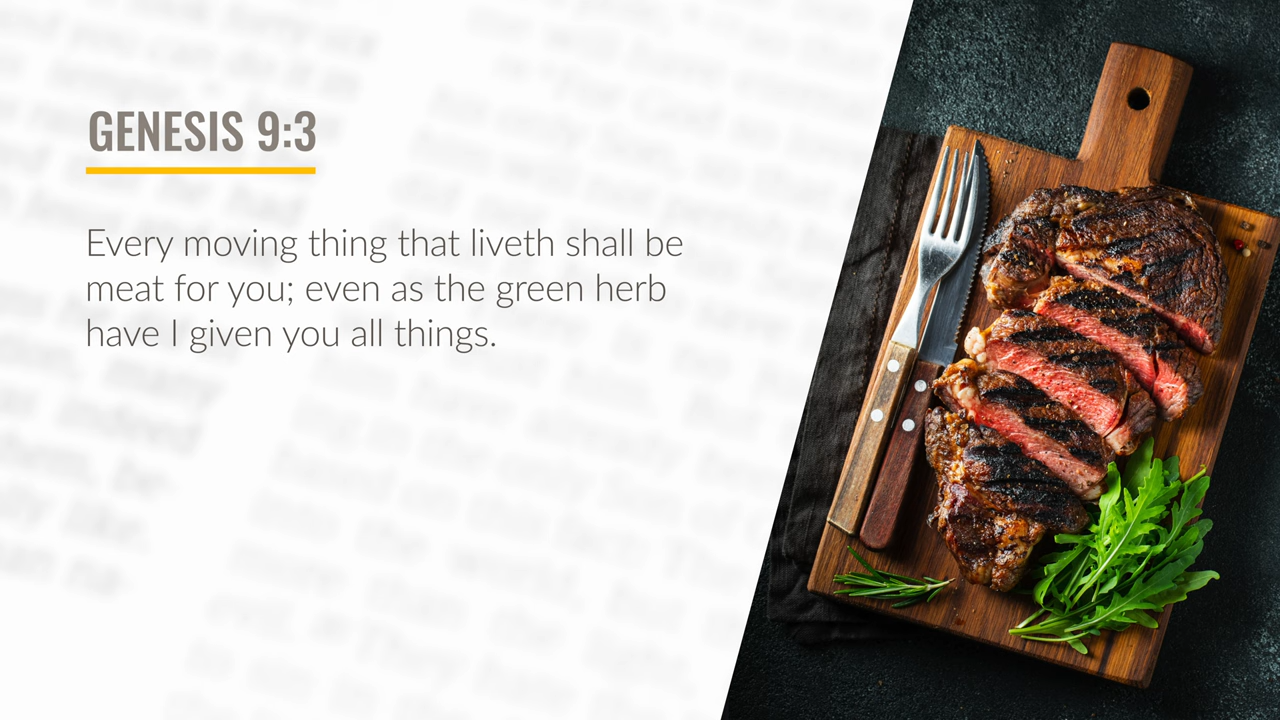 GENESIS 9:3
Every moving thing that liveth shall be
meat for you; even as the green herb
have I given you all things.